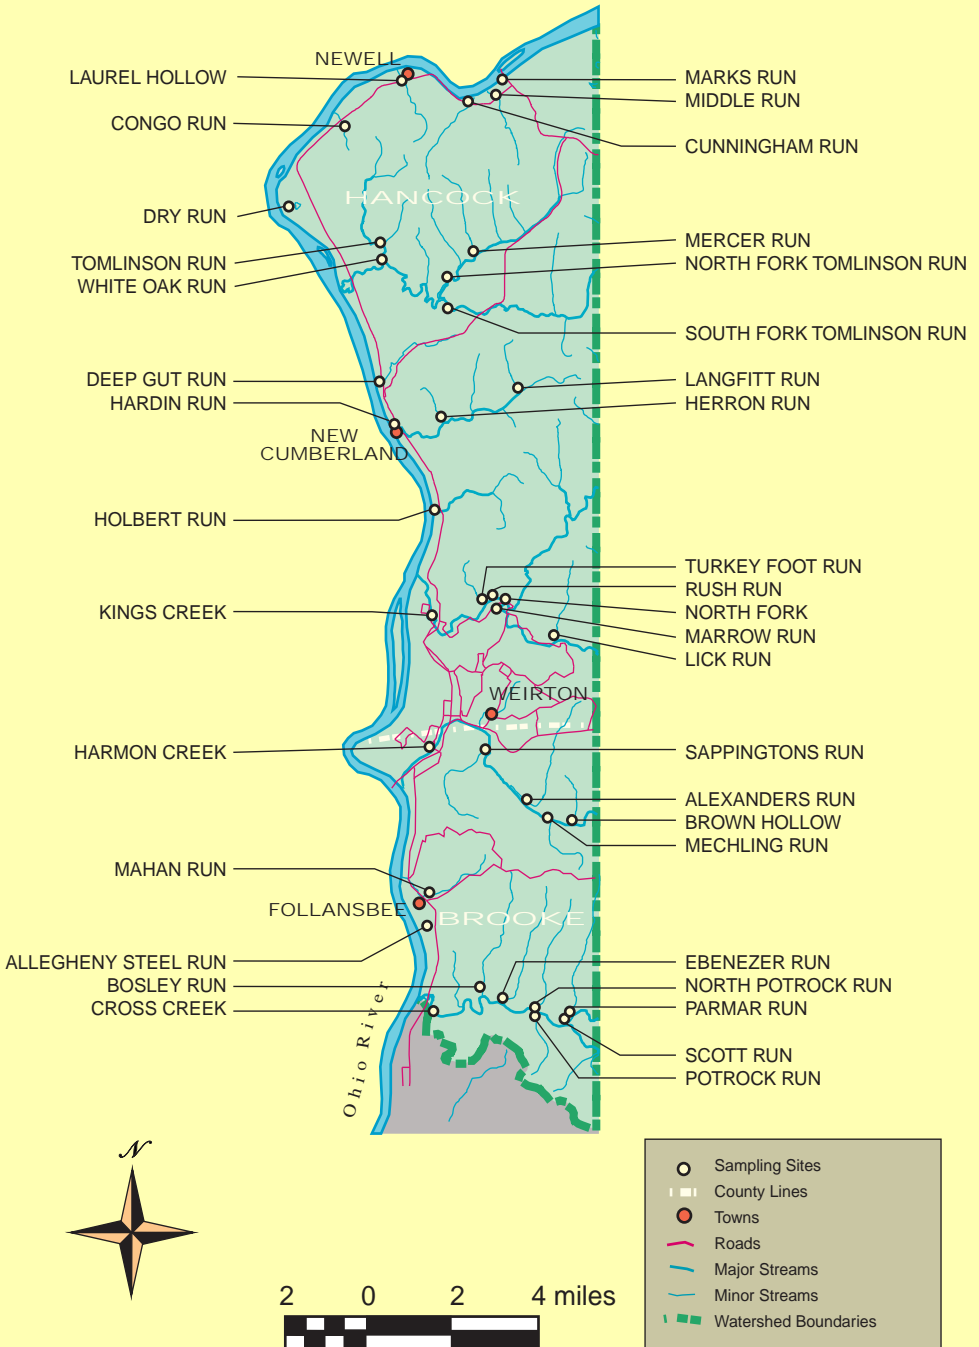 NEWELL
LAUREL HOLLOW
MARKS RUN
MIDDLE RUN
CONGO RUN
CUNNINGHAM RUN
HANCOCK
DRY RUN
MERCER RUN
TOMLINSON RUN
NORTH FORK TOMLINSON RUN
WHITE OAK RUN
SOUTH FORK TOMLINSON RUN
DEEP GUT RUN
LANGFITT RUN
HARDIN RUN
HERRON RUN
NEW
CUMBERLAND
HOLBERT RUN
TURKEY FOOT RUN
RUSH RUN
KINGS CREEK
NORTH FORK
MARROW RUN
LICK RUN
WEIRTON
HARMON CREEK
SAPPINGTONS RUN
ALEXANDERS RUN
BROWN HOLLOW
MECHLING RUN
MAHAN RUN
FOLLANSBEE
BROOKE
ALLEGHENY STEEL RUN
EBENEZER RUN
BOSLEY RUN
NORTH POTROCK RUN
CROSS CREEK
PARMAR RUN
SCOTT RUN
POTROCK RUN
Ohio River
N
Sampling Sites
County Lines
Towns
Roads
Major Streams
Minor Streams
Watershed Boundaries
2 0 2 4 miles